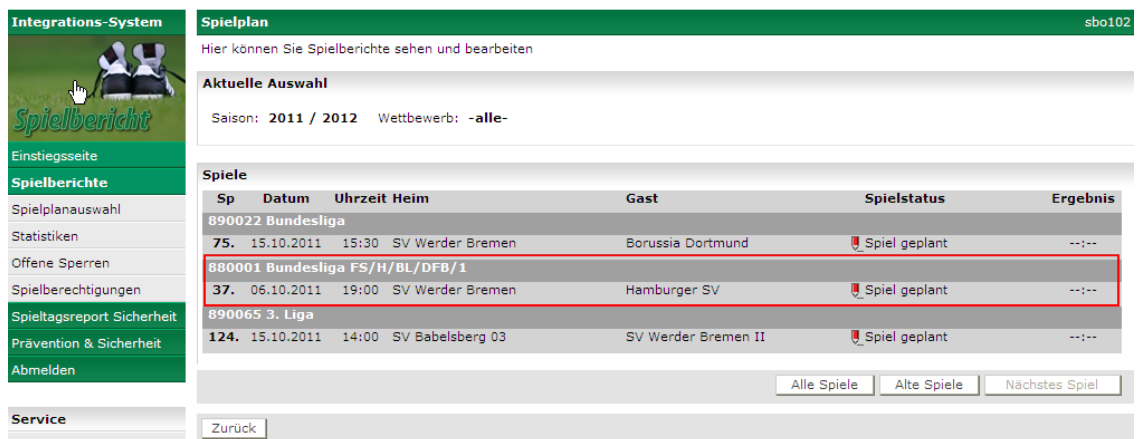 Integrations-System
Spielbericht
Einstiegsseite
Spielberichte
Spielplanauswahl
Statistiken
Offene Sperren
Spielberechtigungen
Spieltagsreport Sicherheit
Prävention & Sicherheit
Abmelden
Service
Spielplan sbo102
Hier können Sie Spielberichte sehen und bearbeiten
Aktuelle Auswahl
Saison: 2011 / 2012 Wettbewerb: -alle-
Spiele
Sp Datum Uhrzeit Heim Gast Spielstatus Ergebnis
890022 Bundesliga
75. 15.10.2011 15:30 SV Werder Bremen Borussia Dortmund Spiel geplant --:--
880001 Bundesliga FS/H/BL/DFB/1
37. 06.10.2011 19:00 SV Werder Bremen Hamburger SV Spiel geplant --:--
890065 3. Liga
124. 15.10.2011 14:00 SV Babelsberg 03 SV Werder Bremen II Spiel geplant --:--
Alle Spiele Alte Spiele Nächstes Spiel
Zurück